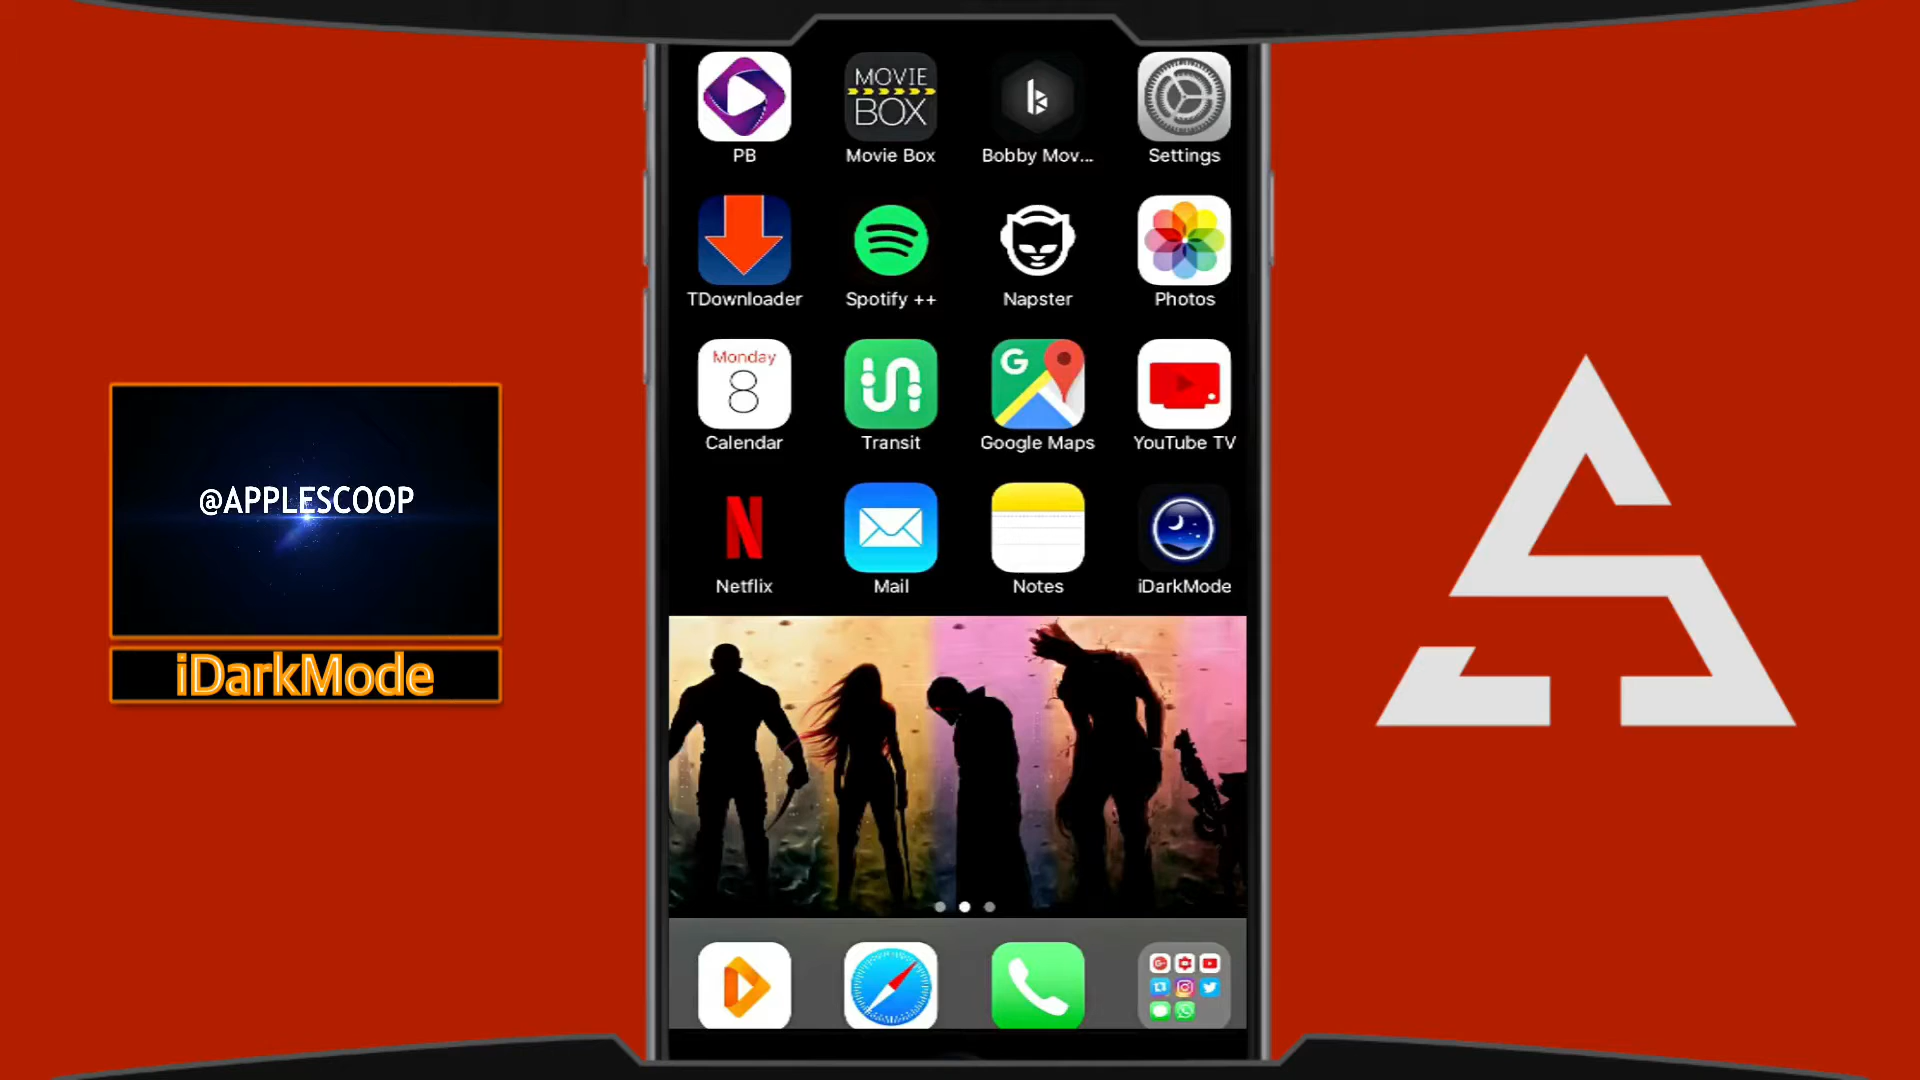 MOVIE
BOX
PB
Movie Box
Bobby Mov...
Settings
TDownloader
Spotify ++
Napster
Photos
Monday
8
G
Calendar
Transit
Google Maps
YouTube TV
@APPLESCOOP
iDarkMode
N
Netflix
Mail
Notes
iDarkMode